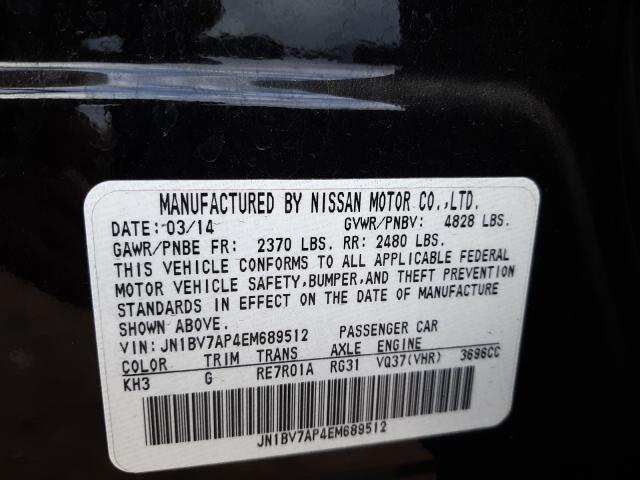 MANUFACTURED BY NISSAN MOTOR CO.,LTD.
DATE: 03/14 GVWR/PNBV: 4828 LBS.
GAWR/PNBE FR: 2370 LBS. RR: 2480 LBS.
THIS VEHICLE CONFORMS TO ALL APPLICABLE FEDERAL
MOTOR VEHICLE SAFETY,BUMPER,AND THEFT PREVENTION
STANDARDS IN EFFECT ON THE DATE OF MANUFACTURE
SHOWN ABOVE.
VIN: JN1BV7AP4EM689512 PASSENGER CAR
COLOR TRIM TRANS AXLE ENGINE
KH3 G RE7R01A RG31 VQ37(VHR) 3696CC
JN1BV7AP4EM689512